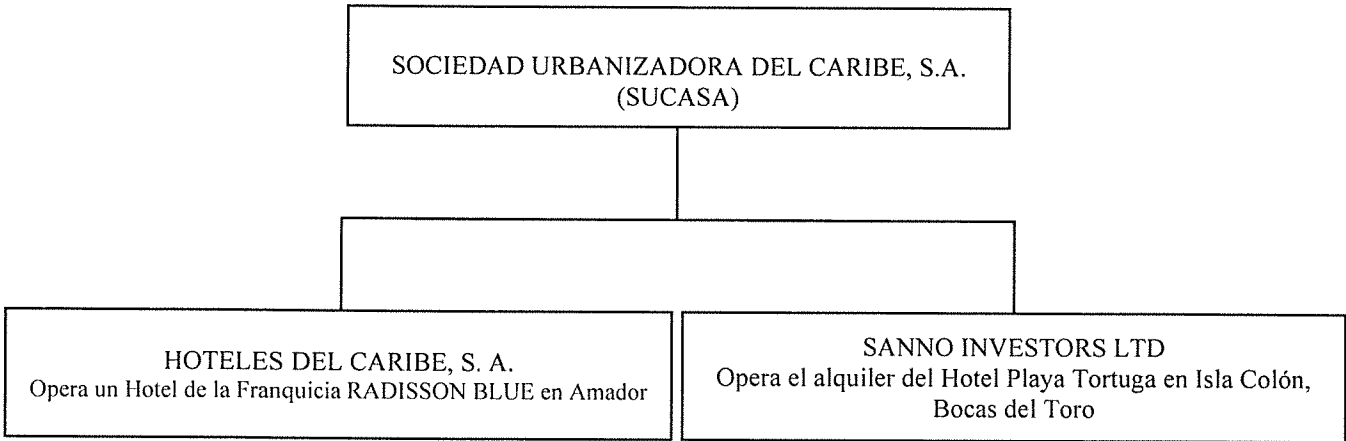 SOCIEDAD URBANIZADORA DEL CARIBE, S.A.
(SUCASA)
HOTELES DEL CARIBE, S. A.
Opera un Hotel de la Franquicia RADISSON BLUE en Amador
SANNO INVESTORS LTD
Opera el alquiler del Hotel Playa Tortuga en Isla Colón,
Bocas del Toro